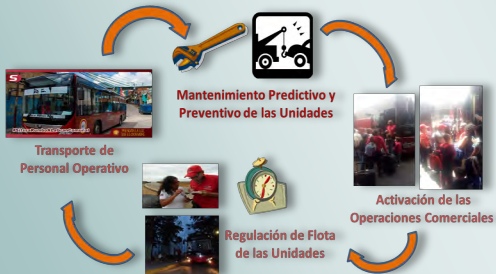 Mantenimiento Predictivo y
Preventivo de las Unidades
Transporte de
Personal Operativo
Activación de las
Operaciones Comerciales
Regulación de Flota
de las Unidades